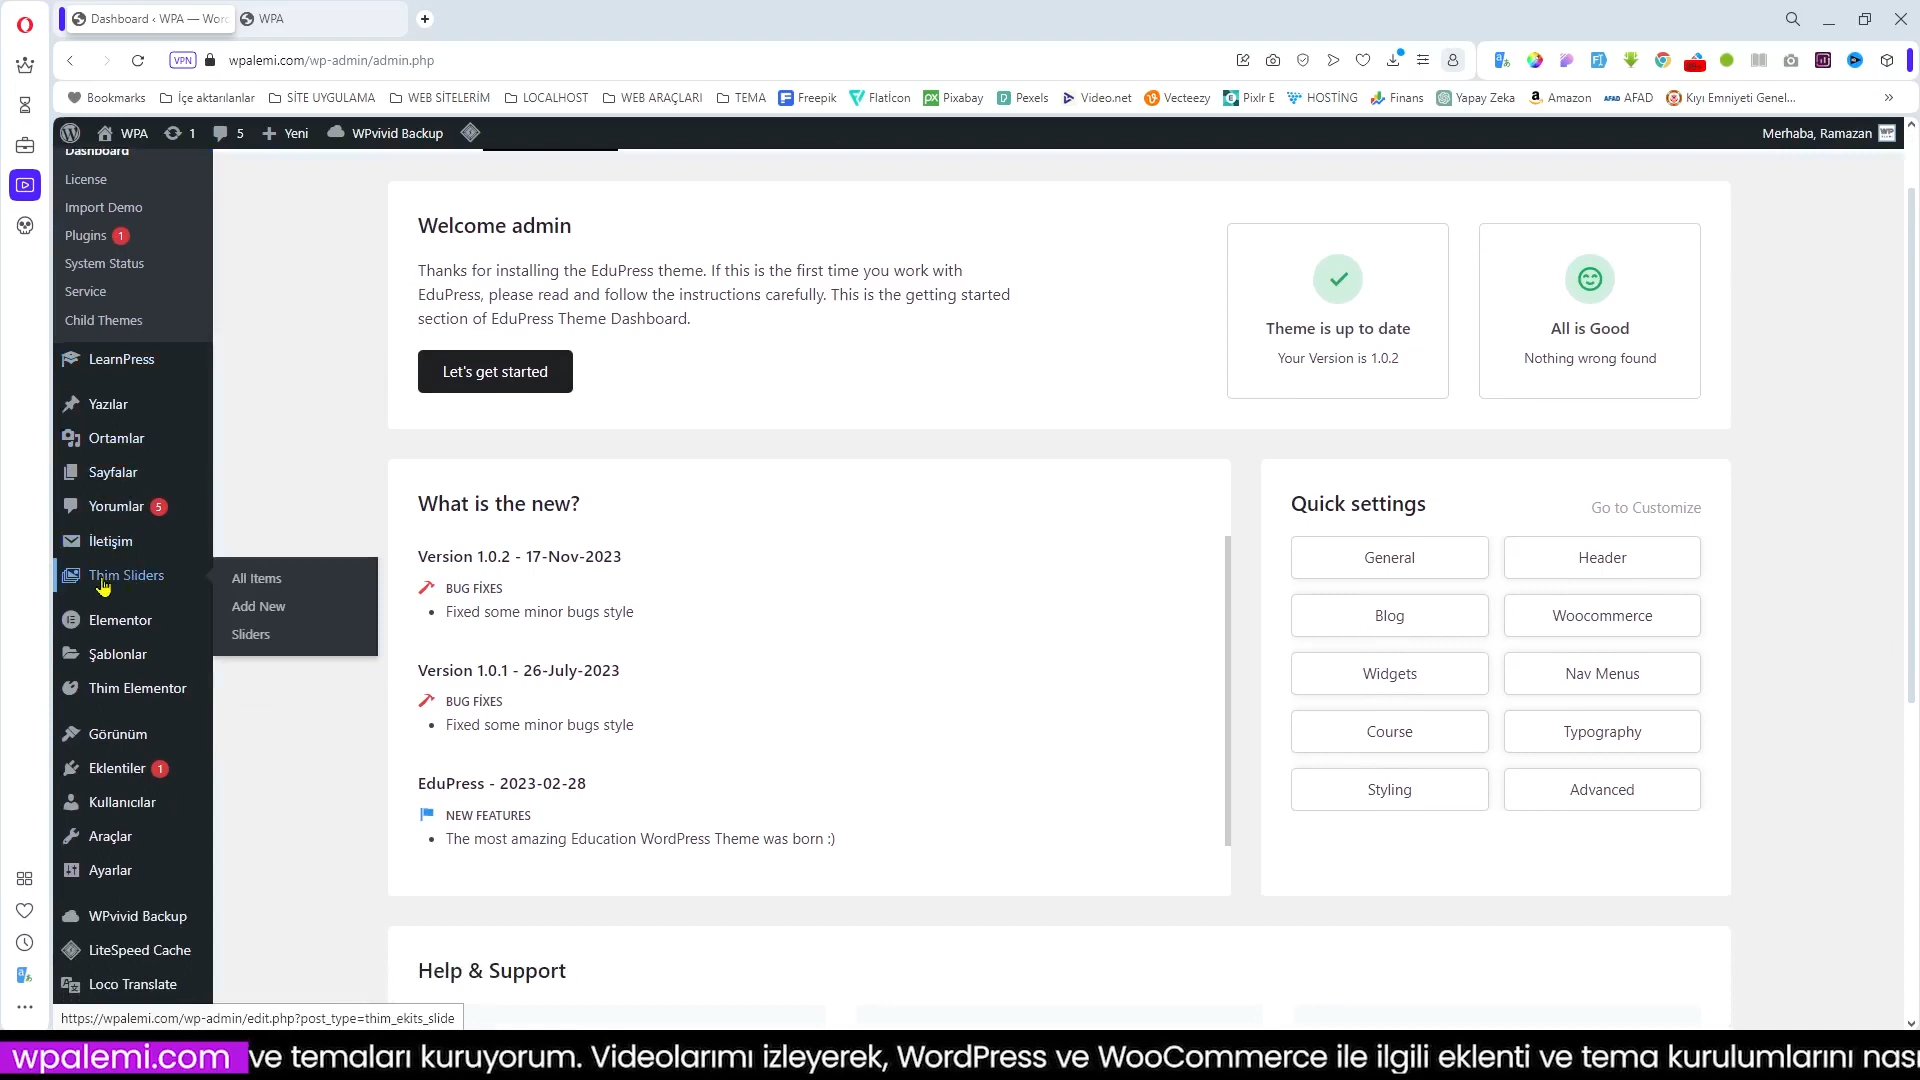 Dashboard ‹ WPA — Worc
WPA
VPN
wpalemi.com/wp-admin/admin.php
Bookmarks
İçe aktarılanlar
SİTE UYGULAMA
WEB SİTELERİM
LOCALHOST
WEB ARAÇLARI
TEMA
Freepik
Flatİcon
Pixabay
Pexels
Video.net
Vecteezy
Pixlr E
HOSTİNG
Finans
Yapay Zeka
Amazon
AFAD
Kıyı Emniyeti Genel...
WPA
1
5
Yeni
WPvivid Backup
Merhaba, Ramazan
Dashboard
License
Import Demo
Plugins 1
System Status
Service
Child Themes
LearnPress
Yazılar
Ortamlar
Sayfalar
Yorumlar 5
İletişim
Thim Sliders
All Items
Add New
Sliders
Elementor
Şablonlar
Thim Elementor
Görünüm
Eklentiler 1
Kullanıcılar
Araçlar
Ayarlar
WPvivid Backup
LiteSpeed Cache
Loco Translate
Welcome admin
Thanks for installing the EduPress theme. If this is the first time you work with
EduPress, please read and follow the instructions carefully. This is the getting started
section of EduPress Theme Dashboard.
Let's get started
Theme is up to date
Your Version is 1.0.2
All is Good
Nothing wrong found
What is the new?
Version 1.0.2 - 17-Nov-2023
BUG FİXES
Fixed some minor bugs style
Version 1.0.1 - 26-July-2023
BUG FİXES
Fixed some minor bugs style
EduPress - 2023-02-28
NEW FEATURES
The most amazing Education WordPress Theme was born :)
Quick settings
Go to Customize
General
Header
Blog
Woocommerce
Widgets
Nav Menus
Course
Typography
Styling
Advanced
Help & Support
https://wpalemi.com/wp-admin/edit.php?post_type=thim_ekits_slide
wpalemi.com ve temaları kuruyorum. Videolarımı izleyerek, WordPress ve WooCommerce ile ilgili eklenti ve tema kurulumlarını nası